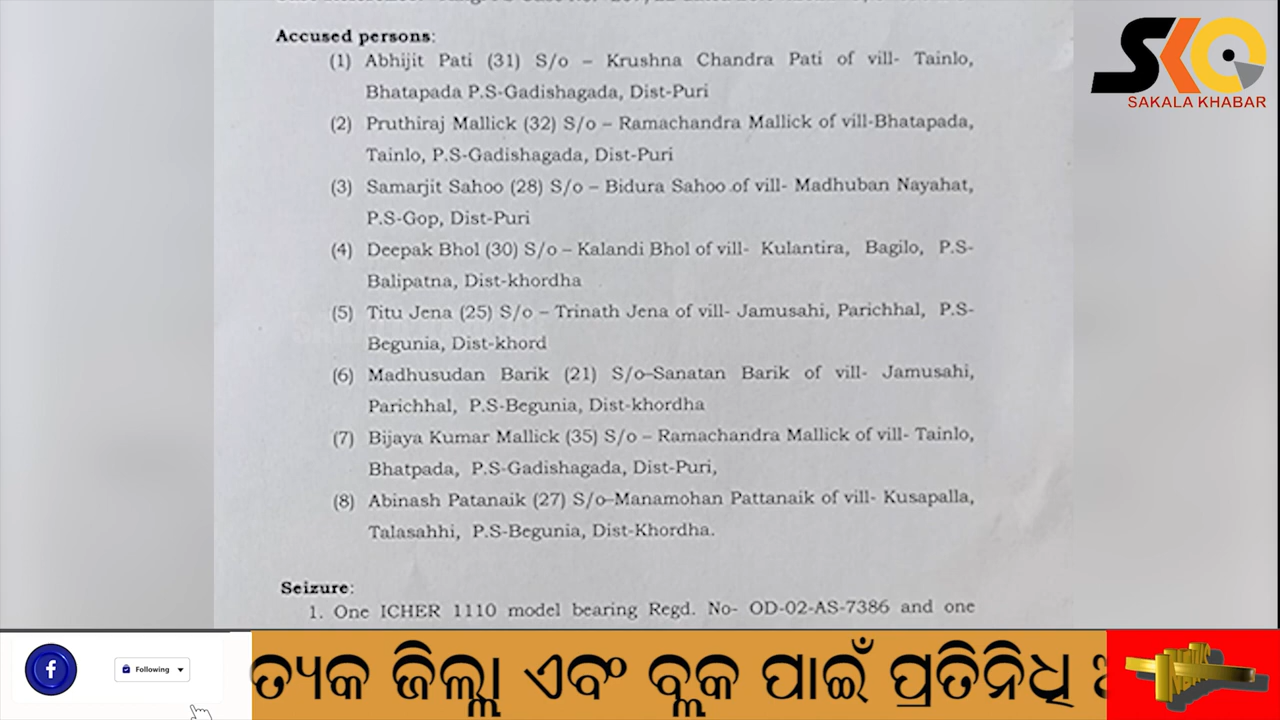 Accused persons:
(1) Abhijit Pati (31) S/o – Krushna Chandra Pati of vill- Tainlo,
Bhatapada P.S-Gadishagada, Dist-Puri
(2) Pruthiraj Mallick (32) S/o – Ramachandra Mallick of vill-Bhatapada,
Tainlo, P.S-Gadishagada, Dist-Puri
(3) Samarjit Sahoo (28) S/o – Bidura Sahoo of vill- Madhuban Nayahat,
P.S-Gop, Dist-Puri
(4) Deepak Bhol (30) S/o – Kalandi Bhol of vill- Kulantira, Bagilo, P.S-
Balipatna, Dist-khordha
(5) Titu Jena (25) S/o – Trinath Jena of vill- Jamusahi, Parichhal, P.S-
Begunia, Dist-khord
(6) Madhusudan Barik (21) S/o–Sanatan Barik of vill- Jamusahi,
Parichhal, P.S-Begunia, Dist-khordha
(7) Bijaya Kumar Mallick (35) S/o – Ramachandra Mallick of vill- Tainlo,
Bhatpada, P.S-Gadishagada, Dist-Puri,
(8) Abinash Patanaik (27) S/o–Manamohan Pattanaik of vill- Kusapalla,
Talasahhi, P.S-Begunia, Dist-Khordha.
Seizure:
1. One ICHER 1110 model bearing Regd. No- OD-02-AS-7386 and one
SKQ
SAKALA KHABAR
Following
ତ୍ୟକ ଜିଲ୍ଲା ଏବଂ ବ୍ଲକ ପାଇଁ ପ୍ରତିନିଧି